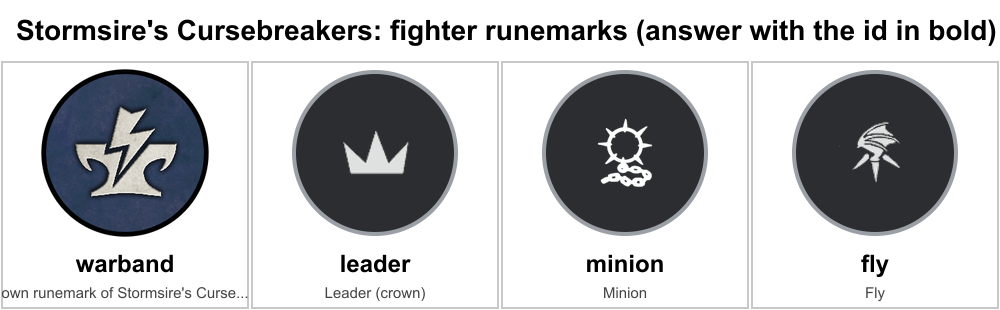 Stormsire's Cursebreakers: fighter runemarks (answer with the id in bold)
warband
own runemark of Stormsire's Curse...
leader
Leader (crown)
minion
Minion
fly
Fly